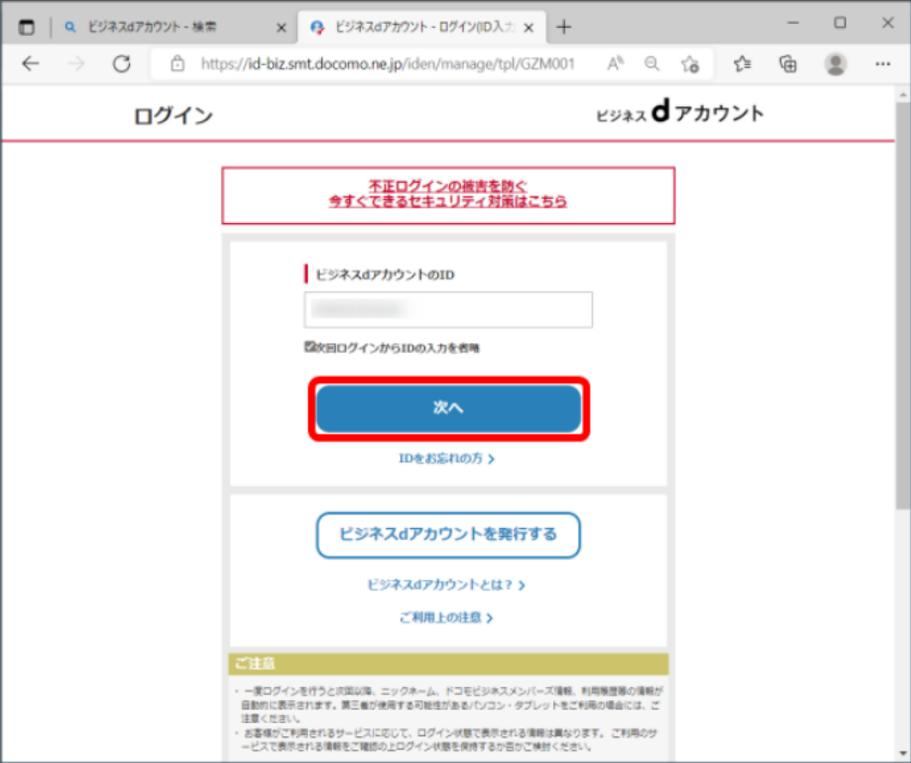 ビジネスdアカウント - 検索
ビジネスdアカウント - ログイン(ID入力
https://id-biz.smt.docomo.ne.jp/iden/manage/tpl/GZM001
ログイン
ビジネス d アカウント
不正ログインの被害を防ぐ
今すぐできるセキュリティ対策はこちら
ビジネスdアカウントのID
次回ログインからIDの入力を省略
次へ
IDをお忘れの方
ビジネスdアカウントを発行する
ビジネスdアカウントとは?
ご利用上の注意
ご注意
・ 一度ログインを行うと次回以降、ニックネーム、ドコモビジネスメンバーズ情報、利用履歴等の情報が
自動的に表示されます。第三者が使用する可能性があるパソコン・タブレットをご利用の場合には、ご
注意ください。
・ お客様がご利用されるサービスに応じて、ログイン状態で表示される情報は異なります。 ご利用のサ
ービスで表示される情報をご確認の上ログイン状態を保持するか否かご検討ください。